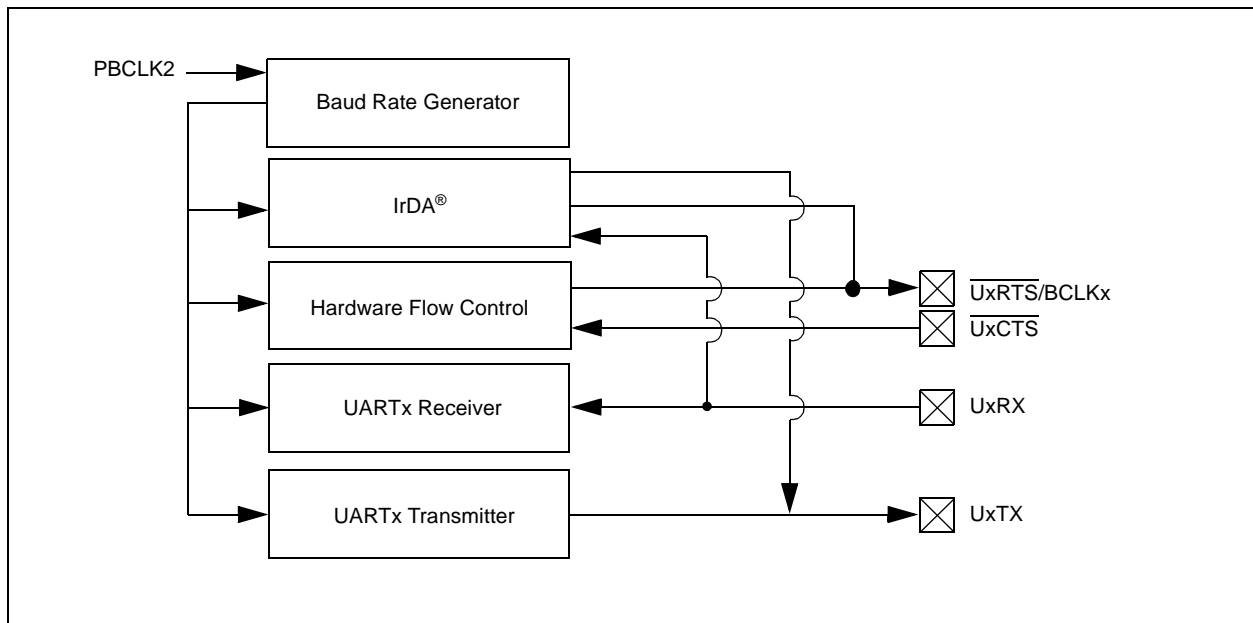 PBCLK2
Baud Rate Generator
IrDA®
Hardware Flow Control
UxRTS/BCLKx
UxCTS
UARTx Receiver
UxRX
UARTx Transmitter
UxTX